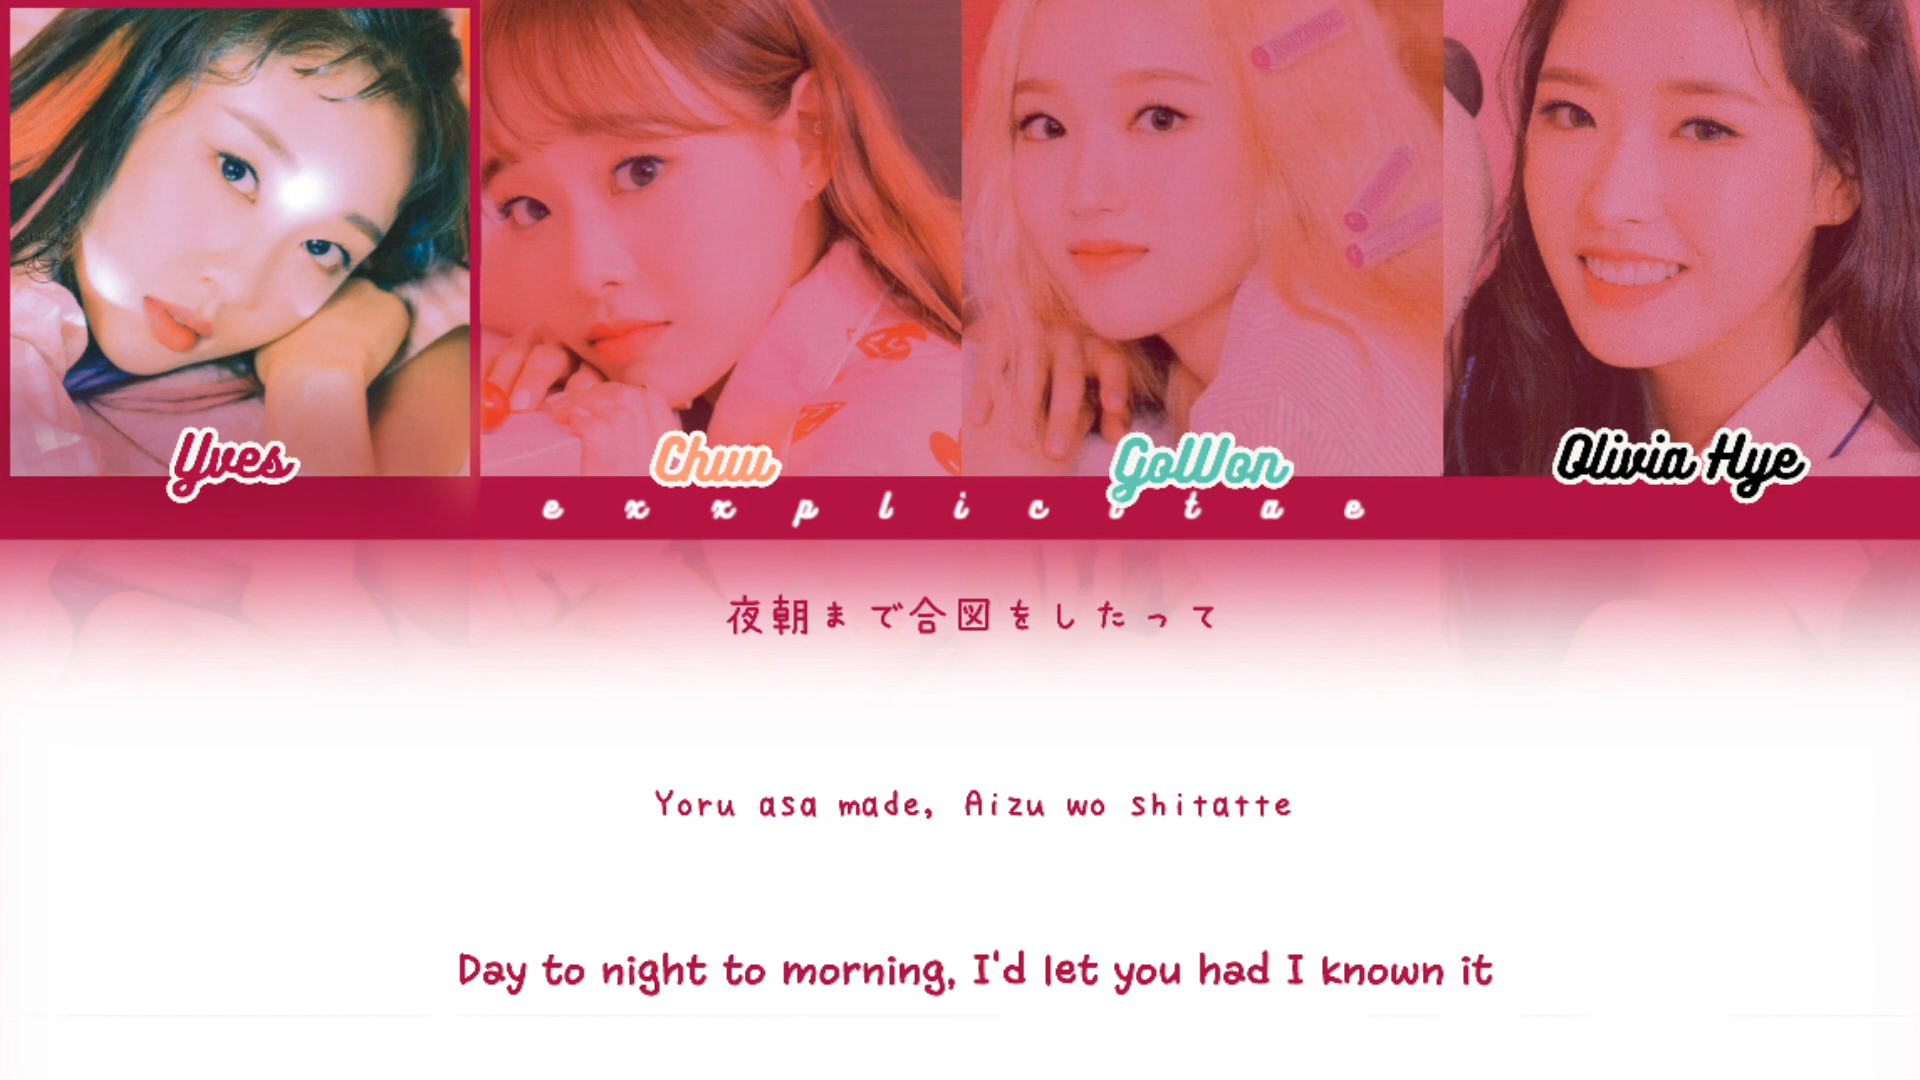 Yves
Chuu
GoWon
Olivia Hye
e x x p l i c i t a e
夜朝まで合図をしたって
Yoru asa made, Aizu wo shitatte
Day to night to morning, I'd let you had I known it